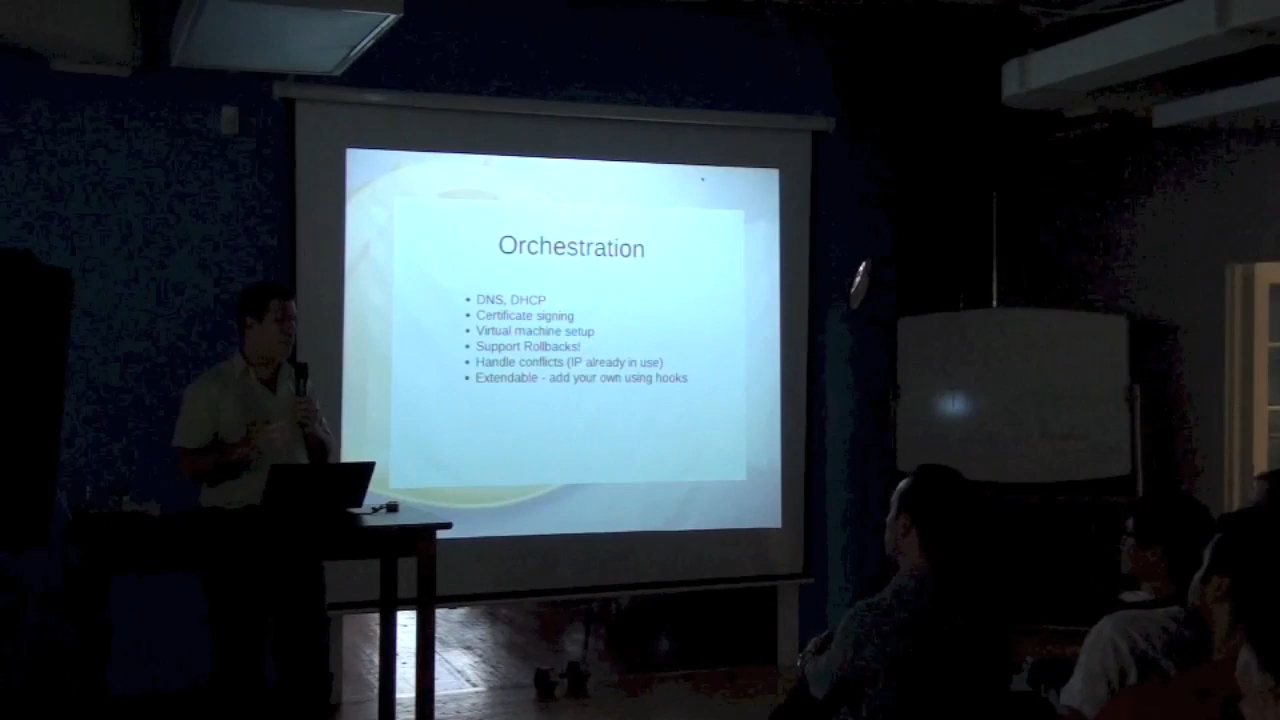 Orchestration
• DNS, DHCP
• Certificate signing
• Virtual machine setup
• Support Rollbacks!
• Handle conflicts (IP already in use)
• Extendable - add your own using hooks